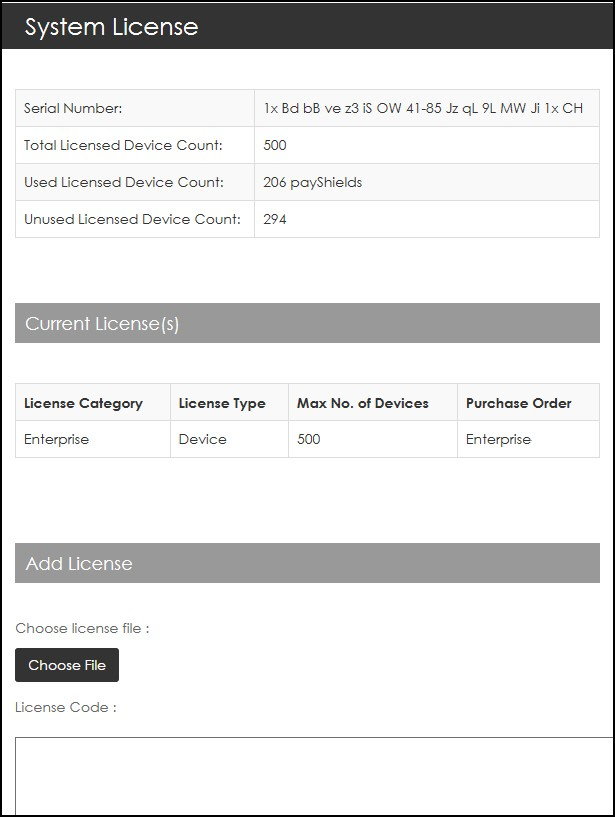 System License
Serial Number: 1x Bd bB ve z3 iS OW 41-85 Jz qL 9L MW Ji 1x CH
Total Licensed Device Count: 500
Used Licensed Device Count: 206 payShields
Unused Licensed Device Count: 294
Current License(s)
License Category License Type Max No. of Devices Purchase Order
Enterprise Device 500 Enterprise
Add License
Choose license file :
Choose File
License Code :